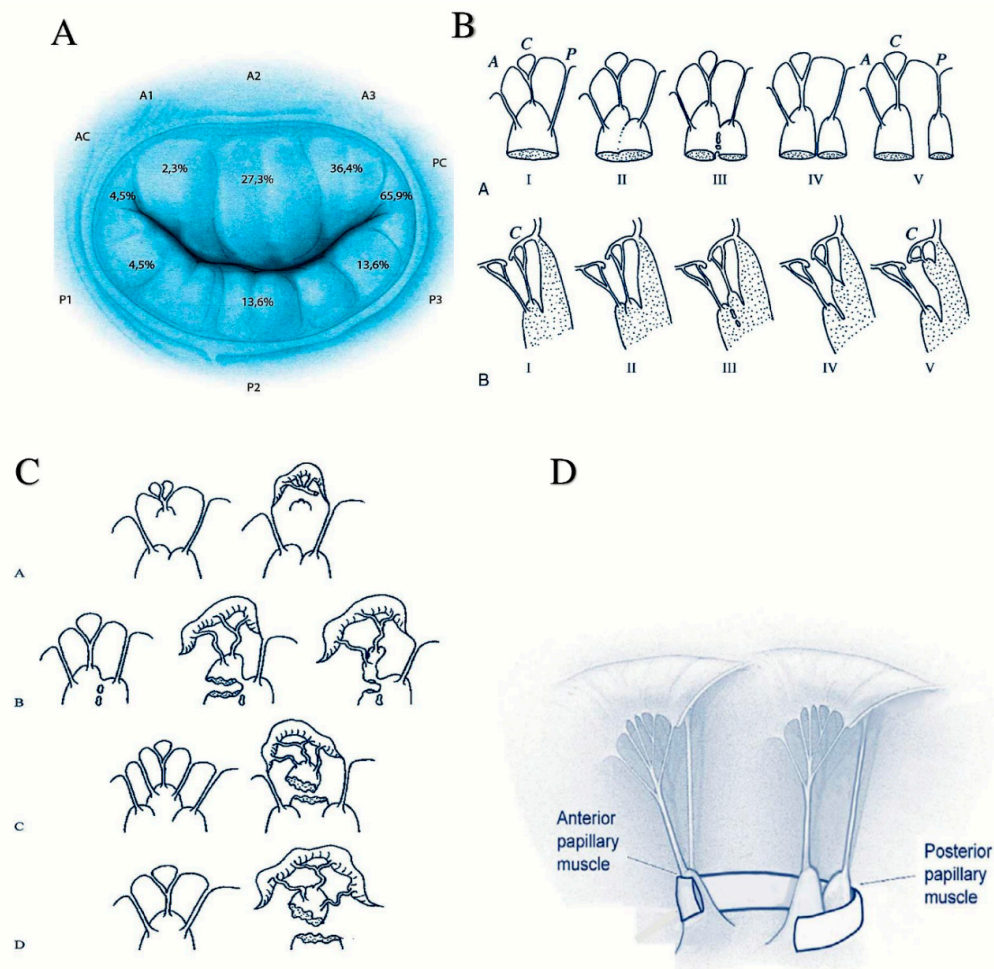 A
A2
A1
A3
AC
PC
2,3%
27,3%
36,4%
4,5%
65,9%
4,5%
13,6%
13,6%
P1
P3
P2
B
A
C
P
A
C
P
A
I
II
III
IV
V
C
C
B
I
II
III
IV
V
C
A
B
C
D
D
Anterior
papillary
muscle
Posterior
papillary
muscle